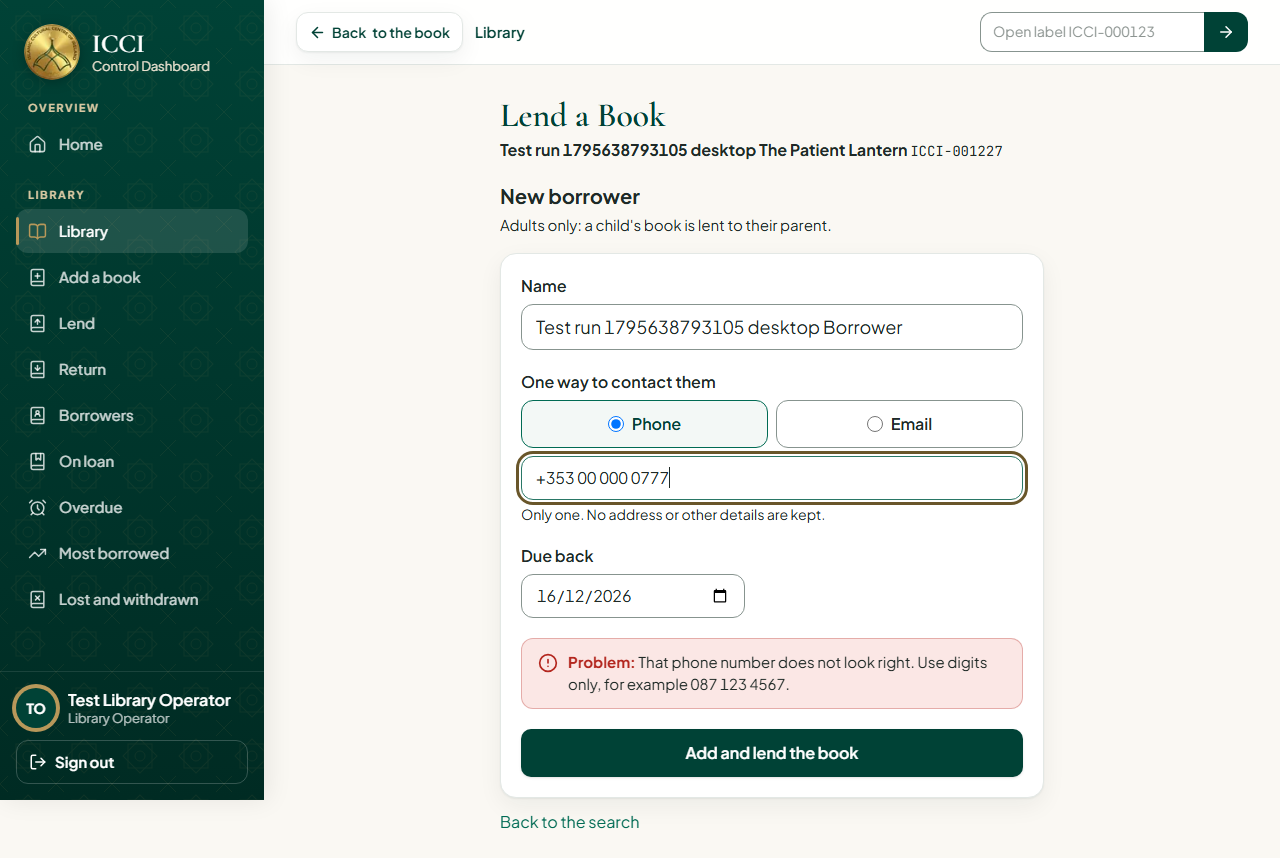 ICCI
Control Dashboard
OVERVIEW
Home
LIBRARY
Library
Add a book
Lend
Return
Borrowers
On loan
Overdue
Most borrowed
Lost and withdrawn
TO
Test Library Operator
Library Operator
Sign out
Back to the book
Library
Open label ICCI-000123
Lend a Book
Test run 1795638793105 desktop The Patient Lantern ICCI-001227
New borrower
Adults only: a child's book is lent to their parent.
Name
Test run 1795638793105 desktop Borrower
One way to contact them
Phone
Email
+353 00 000 0777
Only one. No address or other details are kept.
Due back
16/12/2026
Problem: That phone number does not look right. Use digits
only, for example 087 123 4567.
Add and lend the book
Back to the search